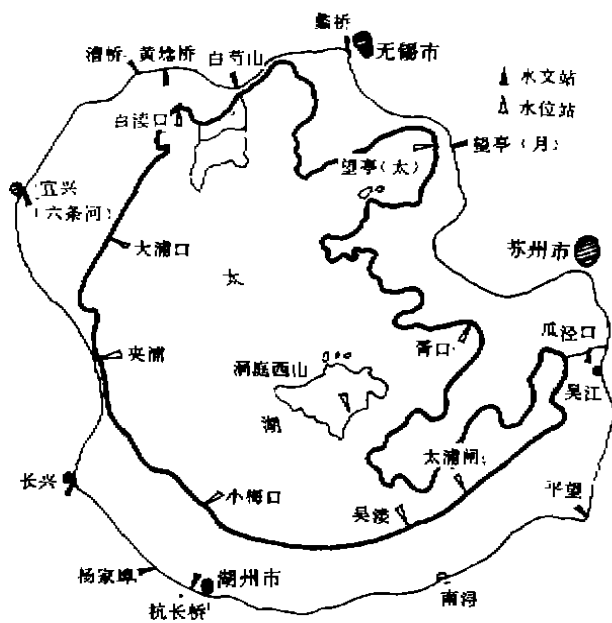 蠡桥
无锡市
漕桥
黄埝桥
白芍山
水文站
水位站
白渎口
望亭（太）
望亭（月）
宜兴
（六条河）
大浦口
太
苏州市
胥口
瓜泾口
夹浦
洞庭西山
吴江
湖
太浦闸
长兴
小梅口
吴溇
平望
杨家埠
湖州市
杭长桥
南浔